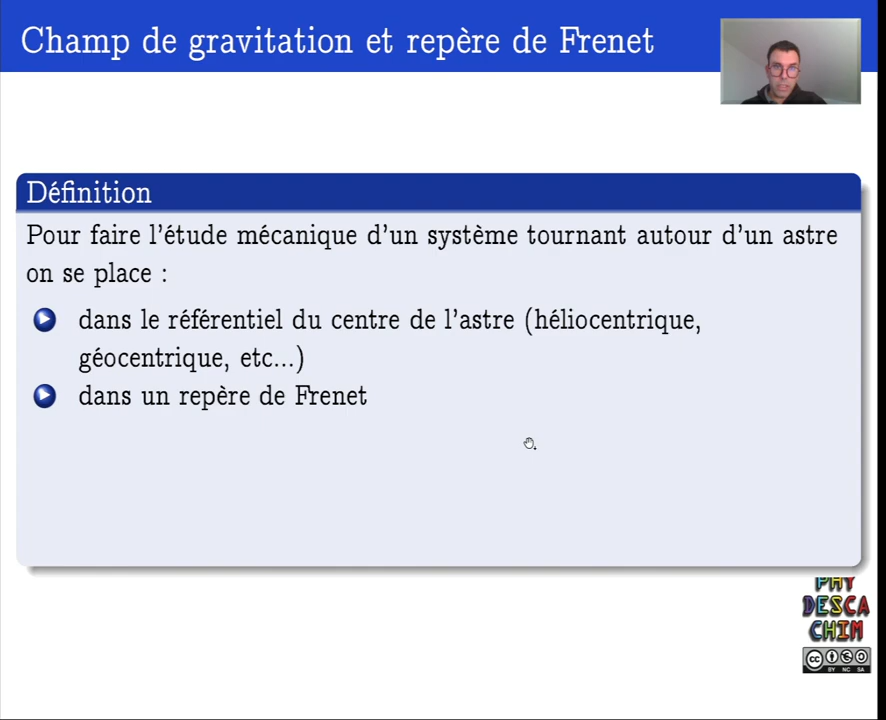 Champ de gravitation et repère de Frenet
Définition
Pour faire l'étude mécanique d'un système tournant autour d'un astre
on se place :
dans le référentiel du centre de l'astre (héliocentrique,
géocentrique, etc...)
dans un repère de Frenet
PHY
DESCA
CHIM
cc
BY NC SA